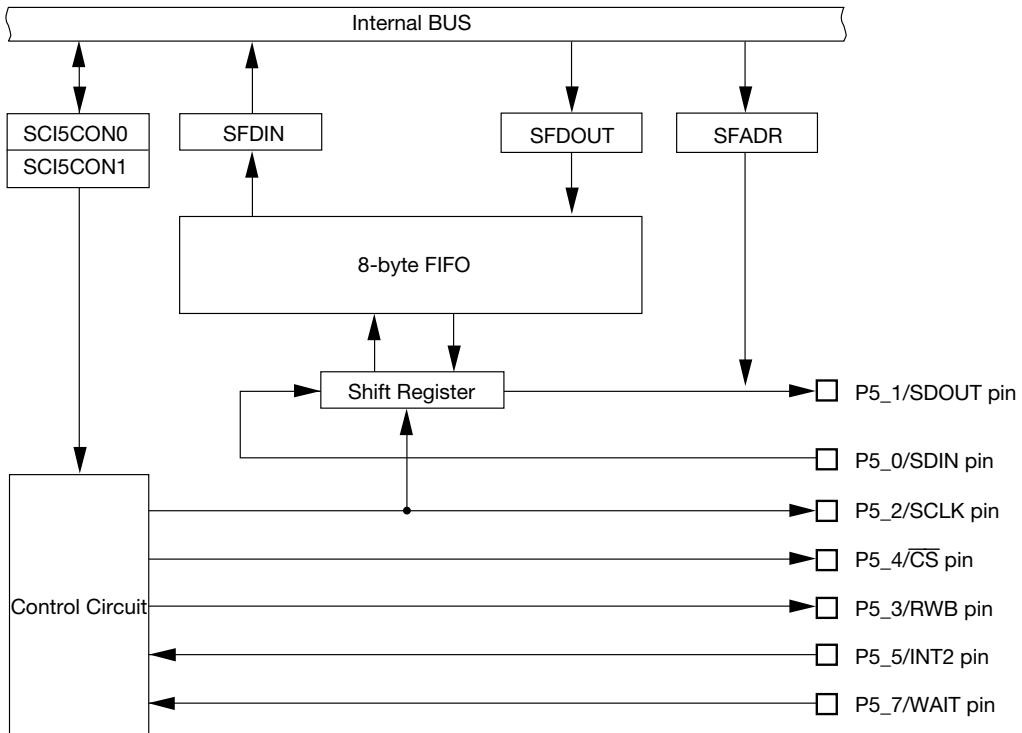 Internal BUS
SCI5CON0
SCI5CON1
SFDIN
SFDOUT
SFADR
8-byte FIFO
Shift Register
P5_1/SDOUT pin
P5_0/SDIN pin
P5_2/SCLK pin
P5_4/C̅S̅ pin
Control Circuit
P5_3/RWB pin
P5_5/INT2 pin
P5_7/WAIT pin